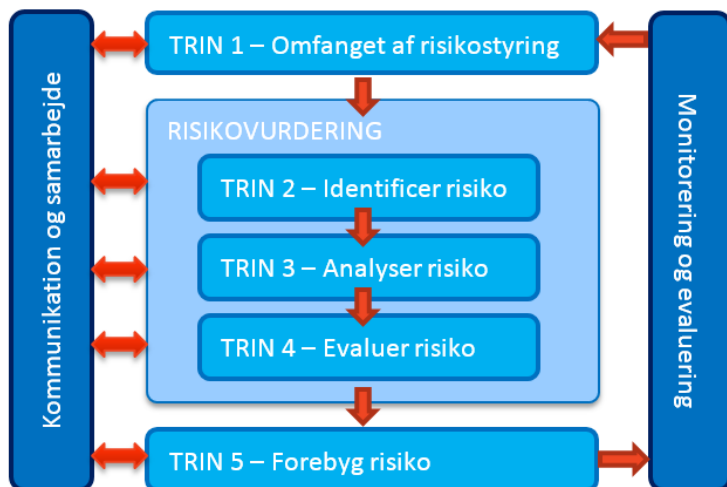 Kommunikation og samarbejde
TRIN 1 – Omfanget af risikostyring
RISIKOVURDERING
TRIN 2 – Identificer risiko
TRIN 3 – Analyser risiko
TRIN 4 – Evaluer risiko
TRIN 5 – Forebyg risiko
Monitorering og evaluering